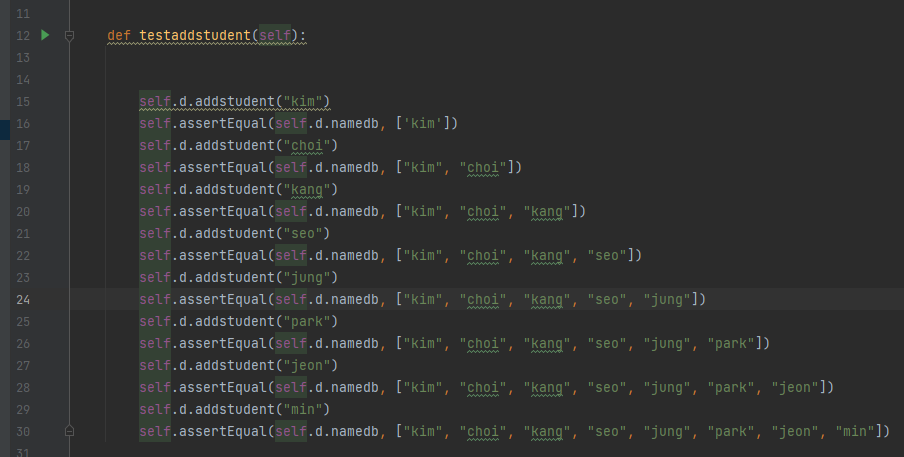 11
12 def testaddstudent(self):
13
14
15 self.d.addstudent("kim")
16 self.assertEqual(self.d.namedb, ['kim'])
17 self.d.addstudent("choi")
18 self.assertEqual(self.d.namedb, ["kim", "choi"])
19 self.d.addstudent("kang")
20 self.assertEqual(self.d.namedb, ["kim", "choi", "kang"])
21 self.d.addstudent("seo")
22 self.assertEqual(self.d.namedb, ["kim", "choi", "kang", "seo"])
23 self.d.addstudent("jung")
24 self.assertEqual(self.d.namedb, ["kim", "choi", "kang", "seo", "jung"])
25 self.d.addstudent("park")
26 self.assertEqual(self.d.namedb, ["kim", "choi", "kang", "seo", "jung", "park"])
27 self.d.addstudent("jeon")
28 self.assertEqual(self.d.namedb, ["kim", "choi", "kang", "seo", "jung", "park", "jeon"])
29 self.d.addstudent("min")
30 self.assertEqual(self.d.namedb, ["kim", "choi", "kang", "seo", "jung", "park", "jeon", "min"])
31